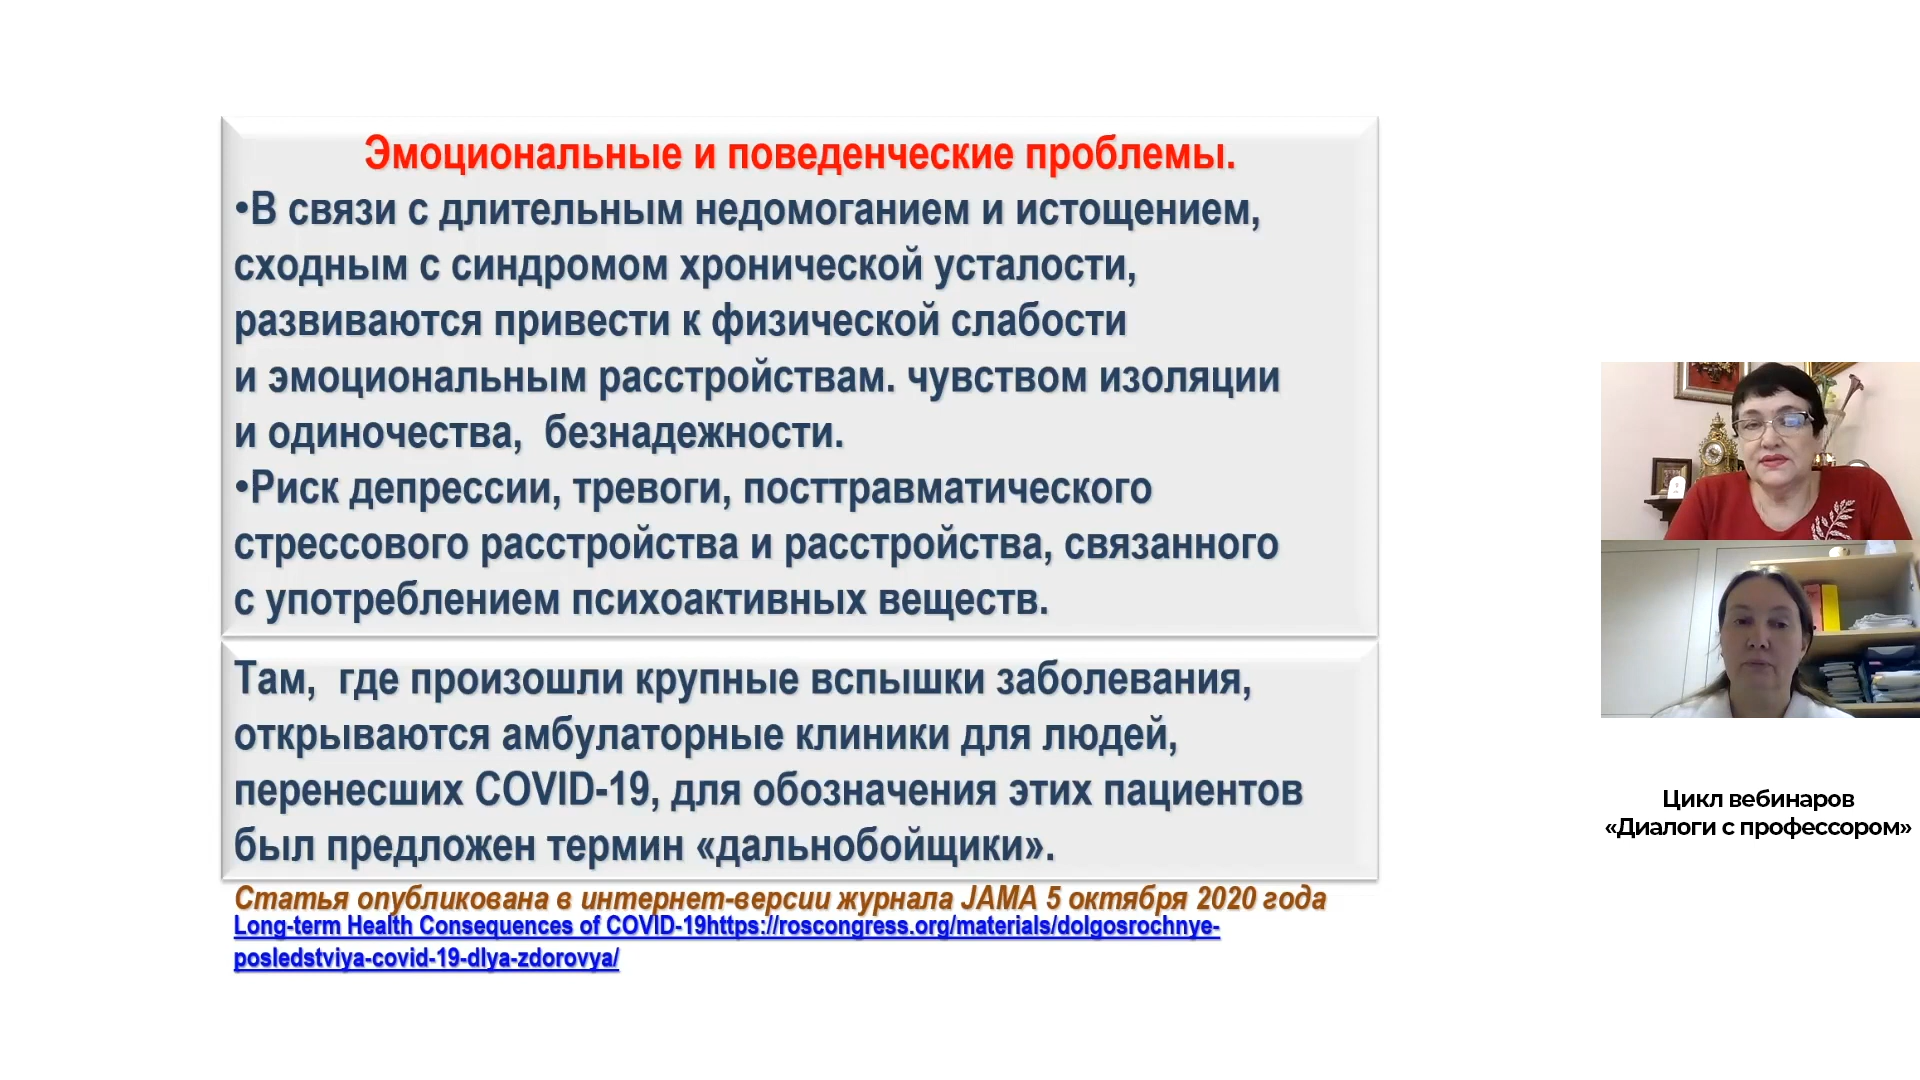 Эмоциональные и поведенческие проблемы.
•В связи с длительным недомоганием и истощением,
сходным с синдромом хронической усталости,
развиваются привести к физической слабости
и эмоциональным расстройствам. чувством изоляции
и одиночества, безнадежности.
•Риск депрессии, тревоги, посттравматического
стрессового расстройства и расстройства, связанного
с употреблением психоактивных веществ.
Там, где произошли крупные вспышки заболевания,
открываются амбулаторные клиники для людей,
перенесших COVID-19, для обозначения этих пациентов
был предложен термин «дальнобойщики».
Статья опубликована в интернет-версии журнала JAMA 5 октября 2020 года
Long-term Health Consequences of COVID-19https://roscongress.org/materials/dolgosrochnye-
posledstviya-covid-19-dlya-zdorovya/
Цикл вебинаров
«Диалоги с профессором»